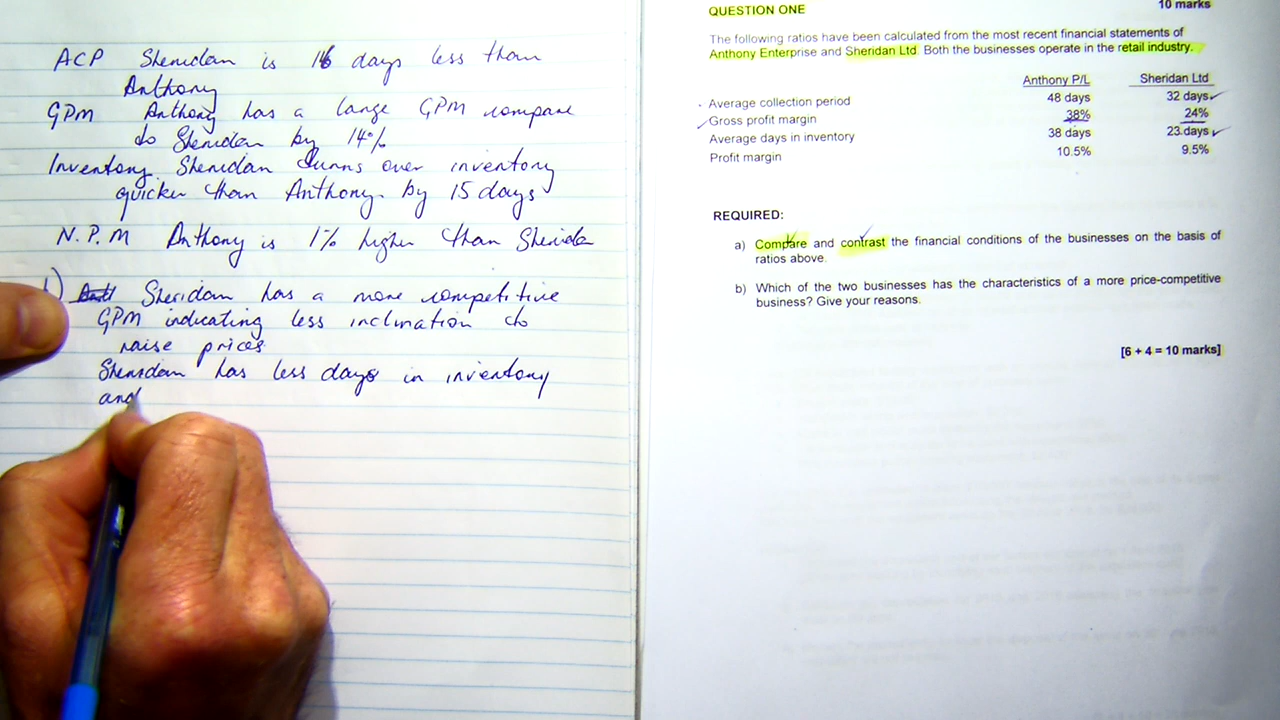 ACP Sheridan is 16 days less than
Anthony
GPM Anthony has a large GPM compare
to Sheridan by 14%
Inventory. Sheridan turns over inventory
quicker than Anthony. by 15 days
N.P.M Anthony is 1% higher than Sherida
b) Sheridan has a more competitive
GPM indicating less inclination to
raise prices.
Sheridan has less days in inventory
and
QUESTION ONE 10 marks
The following ratios have been calculated from the most recent financial statements of
Anthony Enterprise and Sheridan Ltd. Both the businesses operate in the retail industry.
Anthony P/L Sheridan Ltd
Average collection period 48 days 32 days
Gross profit margin 38% 24%
Average days in inventory 38 days 23 days
Profit margin 10.5% 9.5%
REQUIRED:
a) Compare and contrast the financial conditions of the businesses on the basis of
ratios above.
b) Which of the two businesses has the characteristics of a more price-competitive
business? Give your reasons.
[6 + 4 = 10 marks]